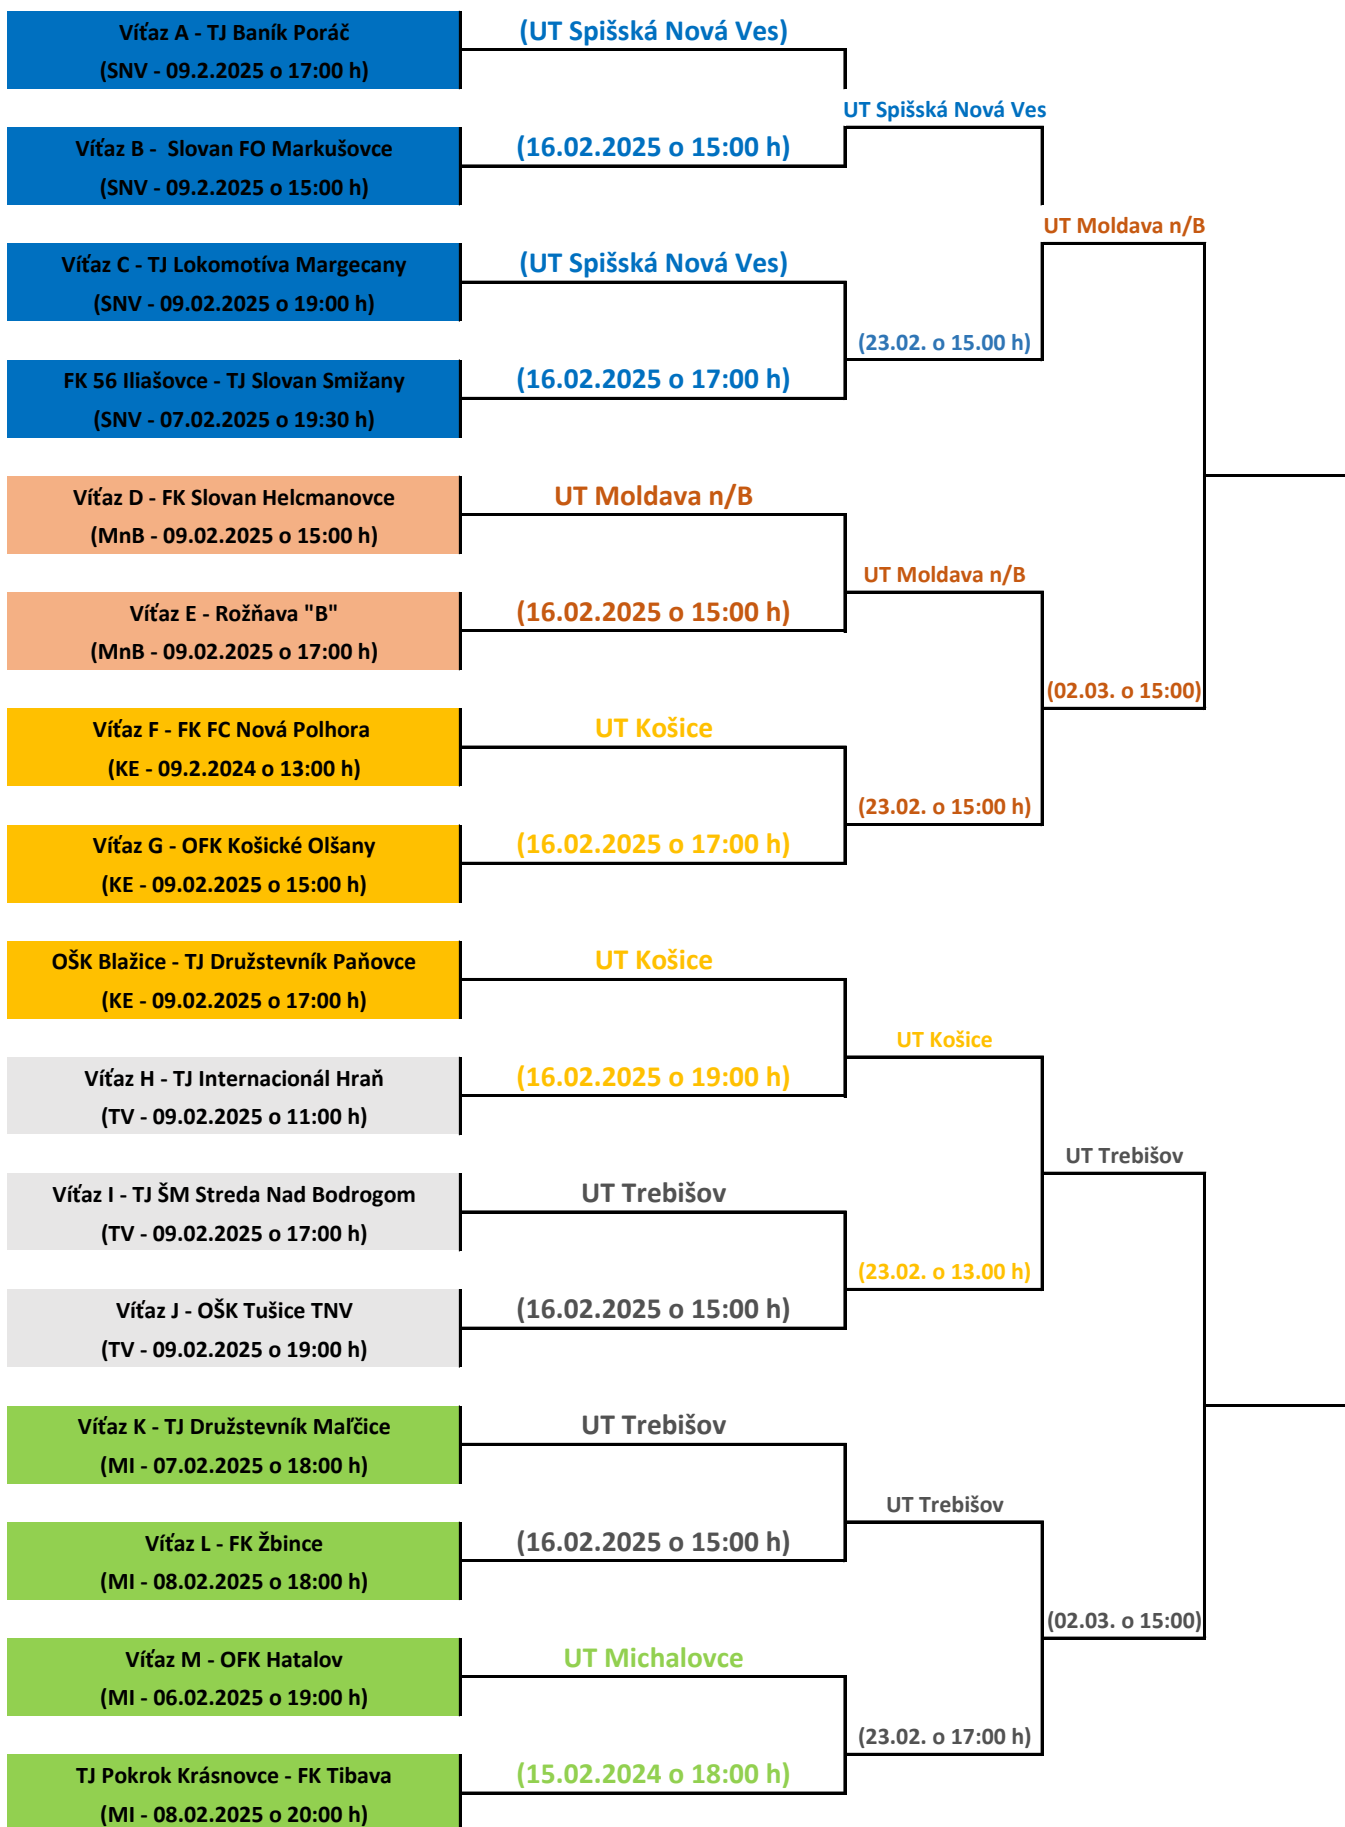 Víťaz A - TJ Baník Poráč
(SNV - 09.2.2025 o 17:00 h)
Víťaz B -  Slovan FO Markušovce
(SNV - 09.2.2025 o 15:00 h)
Víťaz C - TJ Lokomotíva Margecany
(SNV - 09.02.2025 o 19:00 h)
FK 56 Iliašovce - TJ Slovan Smižany
(SNV - 07.02.2025 o 19:30 h)
Víťaz D - FK Slovan Helcmanovce
(MnB - 09.02.2025 o 15:00 h)
Víťaz E - Rožňava "B"
(MnB - 09.02.2025 o 17:00 h)
Víťaz F - FK FC Nová Polhora
(KE - 09.2.2024 o 13:00 h)
Víťaz G - OFK Košické Olšany
(KE - 09.02.2025 o 15:00 h)
OŠK Blažice - TJ Družstevník Paňovce
(KE - 09.02.2025 o 17:00 h)
Víťaz H - TJ Internacionál Hraň
(TV - 09.02.2025 o 11:00 h)
Víťaz I - TJ ŠM Streda Nad Bodrogom
(TV - 09.02.2025 o 17:00 h)
Víťaz J - OŠK Tušice TNV
(TV - 09.02.2025 o 19:00 h)
Víťaz K - TJ Družstevník Maľčice
(MI - 07.02.2025 o 18:00 h)
Víťaz L - FK Žbince
(MI - 08.02.2025 o 18:00 h)
Víťaz M - OFK Hatalov
(MI - 06.02.2025 o 19:00 h)
TJ Pokrok Krásnovce - FK Tibava
(MI - 08.02.2025 o 20:00 h)
(UT Spišská Nová Ves)
(16.02.2025 o 15:00 h)
(UT Spišská Nová Ves)
(16.02.2025 o 17:00 h)
UT Moldava n/B
(16.02.2025 o 15:00 h)
UT Košice
(16.02.2025 o 17:00 h)
UT Košice
(16.02.2025 o 19:00 h)
UT Trebišov
(16.02.2025 o 15:00 h)
UT Trebišov
(16.02.2025 o 15:00 h)
UT Michalovce
(15.02.2024 o 18:00 h)
UT Spišská Nová Ves
(23.02. o 15.00 h)
UT Moldava n/B
(23.02. o 15:00 h)
UT Košice
(23.02. o 13.00 h)
UT Trebišov
(23.02. o 17:00 h)
UT Moldava n/B
(02.03. o 15:00)
UT Trebišov
(02.03. o 15:00)